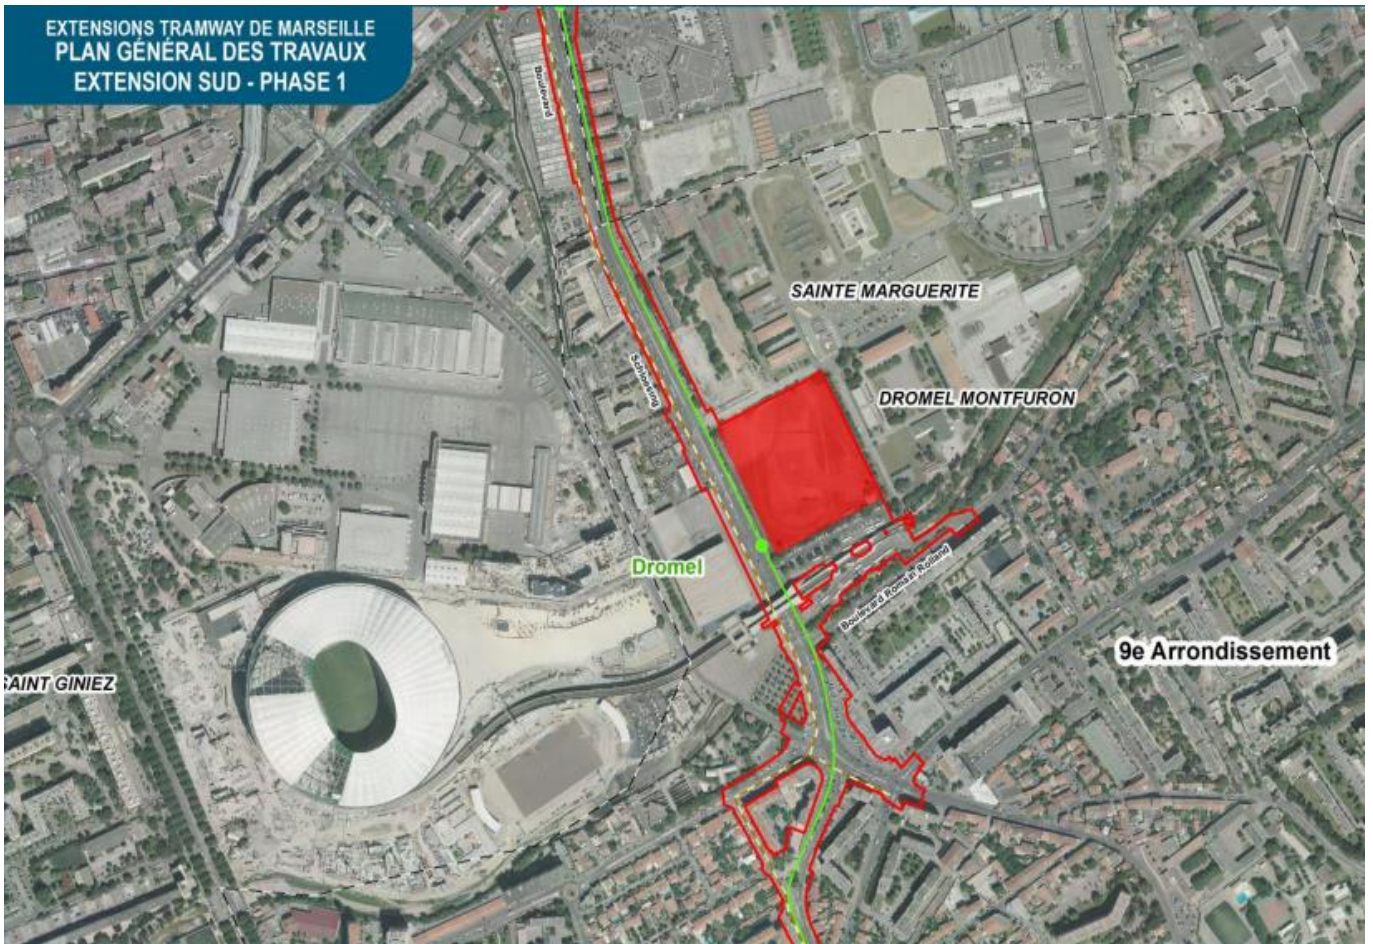 EXTENSIONS TRAMWAY DE MARSEILLE
PLAN GÉNÉRAL DES TRAVAUX
EXTENSION SUD - PHASE 1
Boulevard
SAINTE MARGUERITE
Schloesing
DROMEL MONTFURON
Dromel
Boulevard Romain Rolland
9e Arrondissement
SAINT GINIEZ